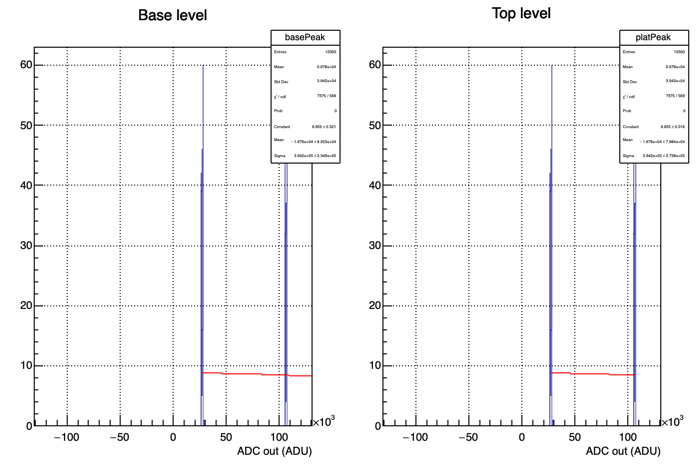 Base level
Top level
basePeak
Entries
Mean
Std Dev
χ² / ndf
Prob 0
Constant
Mean
Sigma
60
50
40
30
20
10
0
−100 −50 0 50 100
×10³
ADC out (ADU)
platPeak
Entries
Mean
Std Dev
χ² / ndf
Prob 0
Constant
Mean
Sigma
60
50
40
30
20
10
0
−100 −50 0 50 100
×10³
ADC out (ADU)